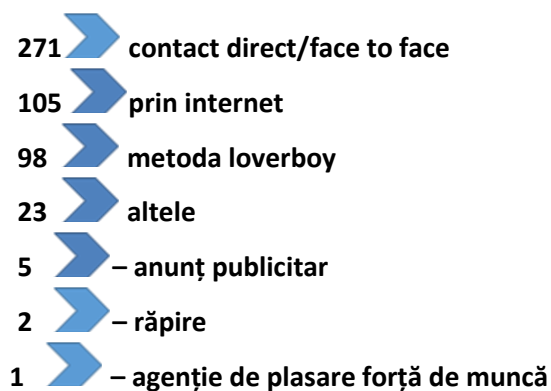 271 contact direct/face to face
105 prin internet
98 metoda loverboy
23 altele
5 – anunț publicitar
2 – răpire
1 – agenție de plasare forță de muncă